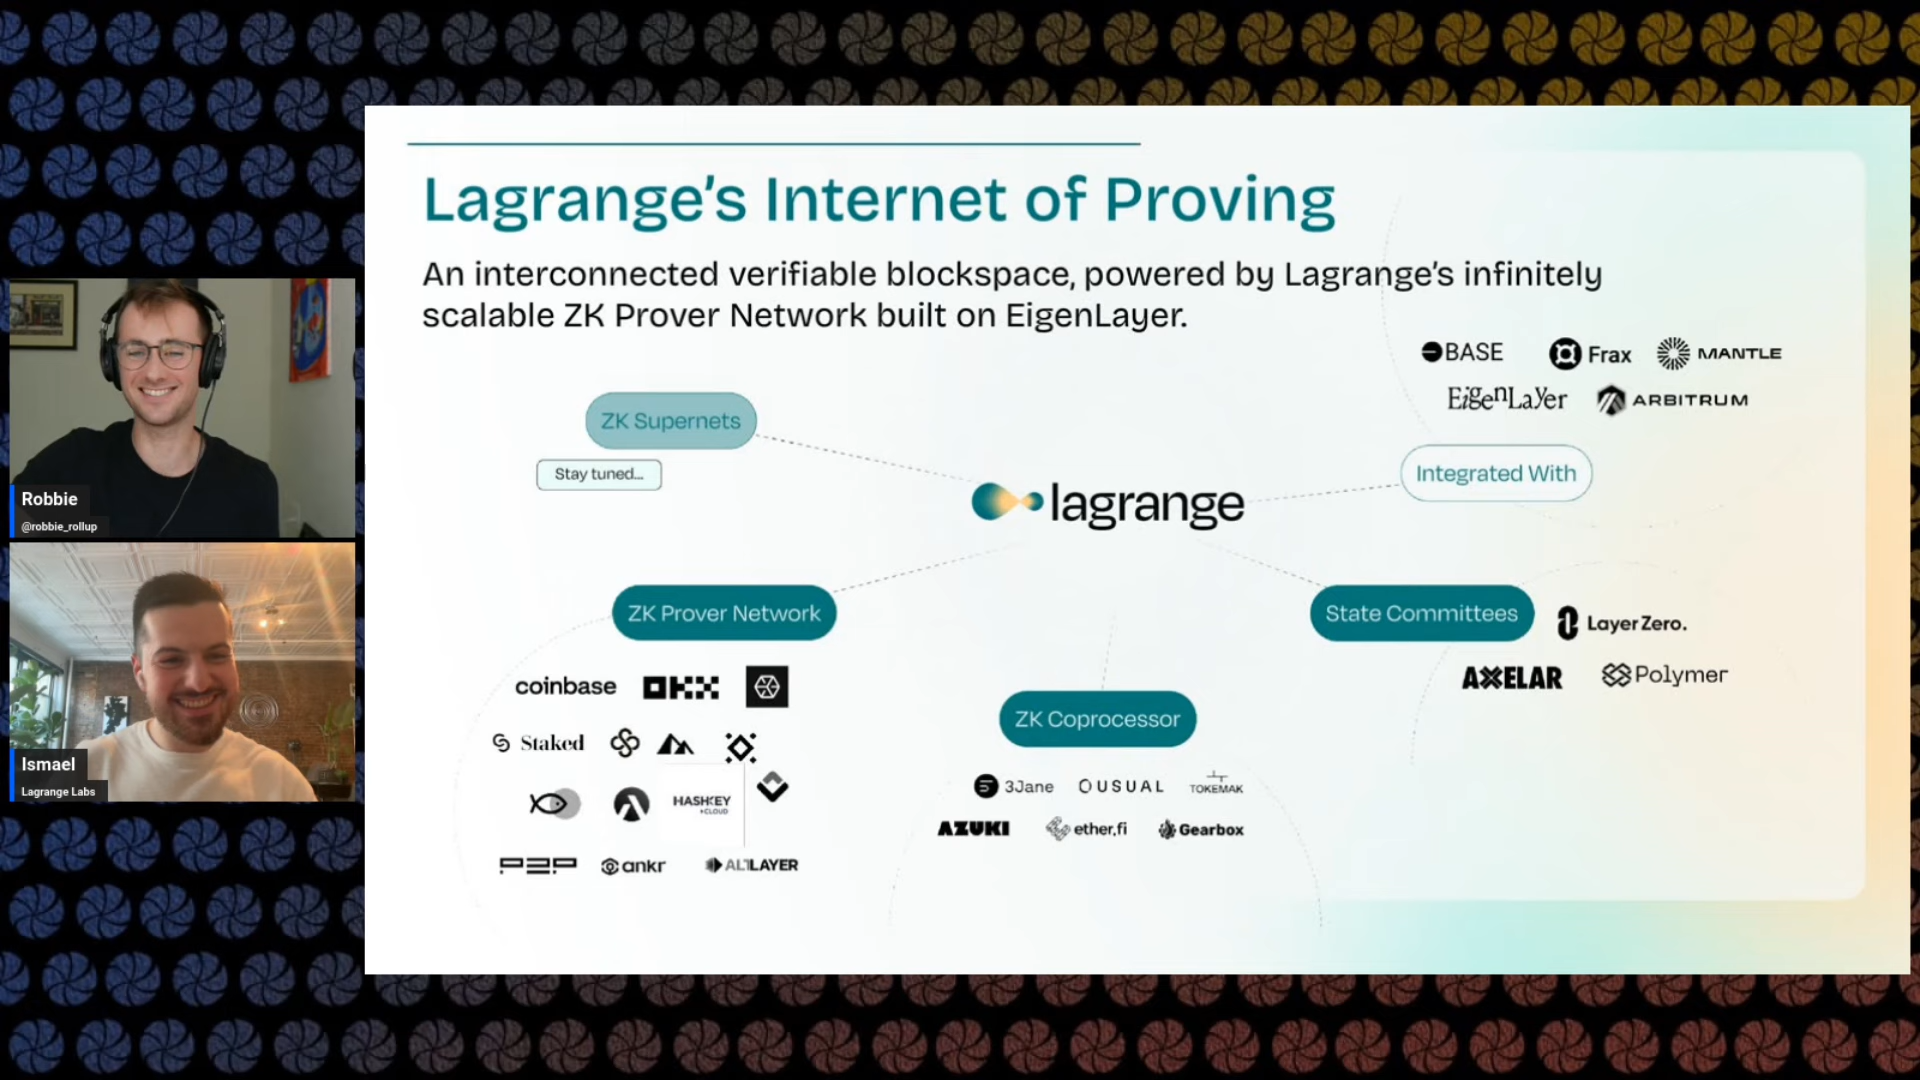 Lagrange's Internet of Proving
An interconnected verifiable blockspace, powered by Lagrange's infinitely
scalable ZK Prover Network built on EigenLayer.
BASE
Frax
MANTLE
EigenLayer
ARBITRUM
ZK Supernets
Stay tuned...
Integrated With
lagrange
ZK Prover Network
State Committees
LayerZero.
AXELAR
Polymer
coinbase
OKX
Staked
HASHKEY
CLOUD
P2P
ankr
ALTLAYER
ZK Coprocessor
3Jane
USUAL
TOKEMAK
AZUKI
ether.fi
Gearbox
Robbie
@robbie_rollup
Ismael
Lagrange Labs